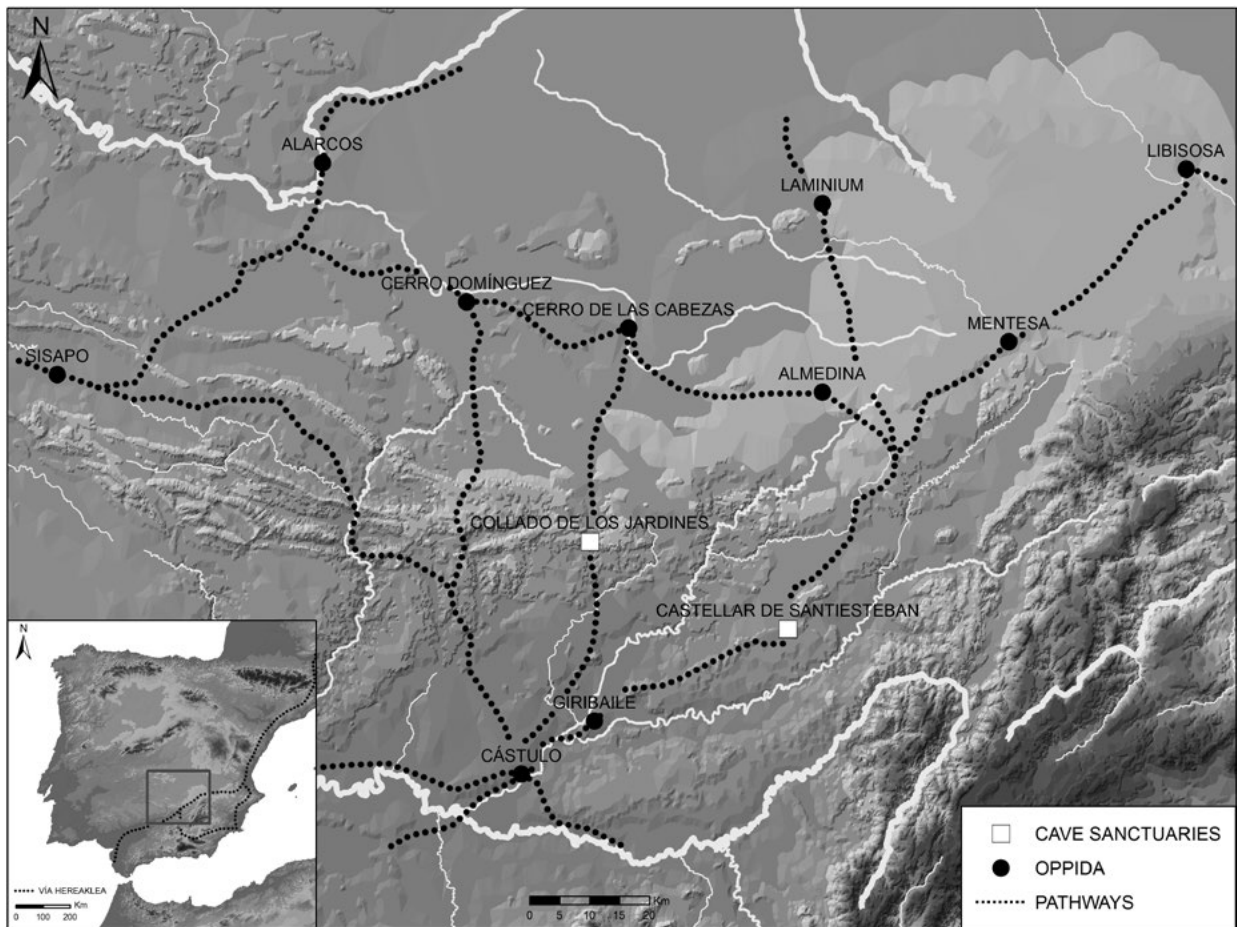 N
ALARCOS
LIBISOSA
LAMINIUM
CERRO DOMÍNGUEZ
CERRO DE LAS CABEZAS
MENTESA
SISAPO
ALMEDINA
COLLADO DE LOS JARDINES
CASTELLAR DE SANTIESTEBAN
GIRIBAILE
CÁSTULO
N
VÍA HEREAKLEA
0 100 200 Km
0 5 10 15 20 Km
CAVE SANCTUARIES
OPPIDA
PATHWAYS